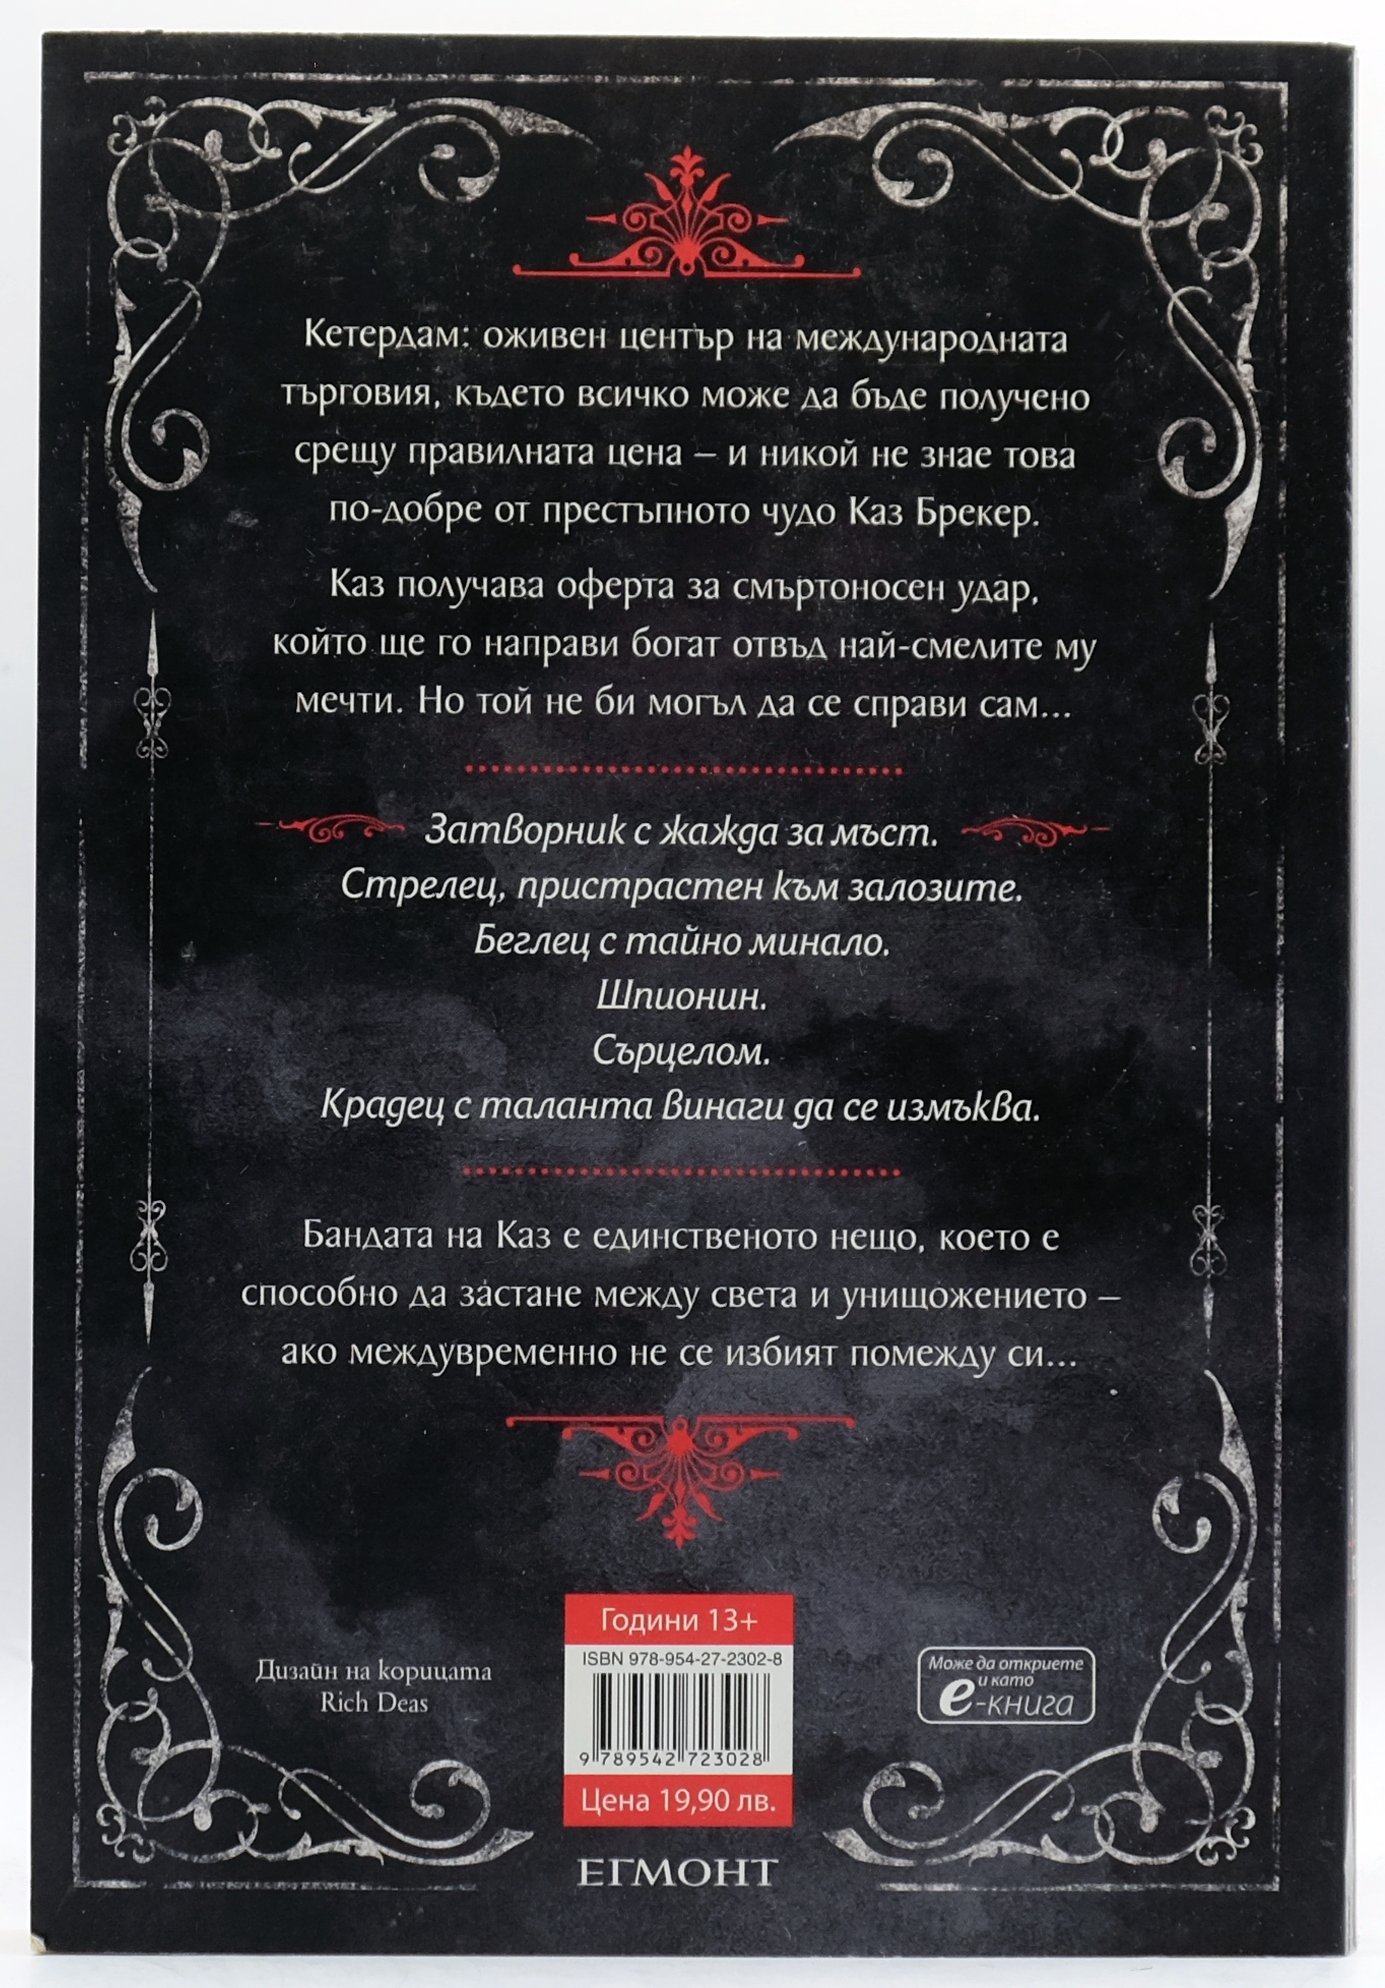 Кетердам: оживен център на международната
търговия, където всичко може да бъде получено
срещу правилната цена – и никой не знае това
по-добре от престъпното чудо Каз Брекер.
Каз получава оферта за смъртоносен удар,
който ще го направи богат отвъд най-смелите му
мечти. Но той не би могъл да се справи сам...
Затворник с жажда за мъст.
Стрелец, пристрастен към залозите.
Беглец с тайно минало.
Шпионин.
Сърцелом.
Крадец с таланта винаги да се измъква.
Бандата на Каз е единственото нещо, което е
способно да застане между света и унищожението –
ако междувременно не се избият помежду си...
Години 13+
ISBN 978-954-27-2302-8
9 789542 723028
Цена 19,90 лв.
Дизайн на корицата
Rich Deas
Може да откриете
и като
е-книга
ЕГМОНТ